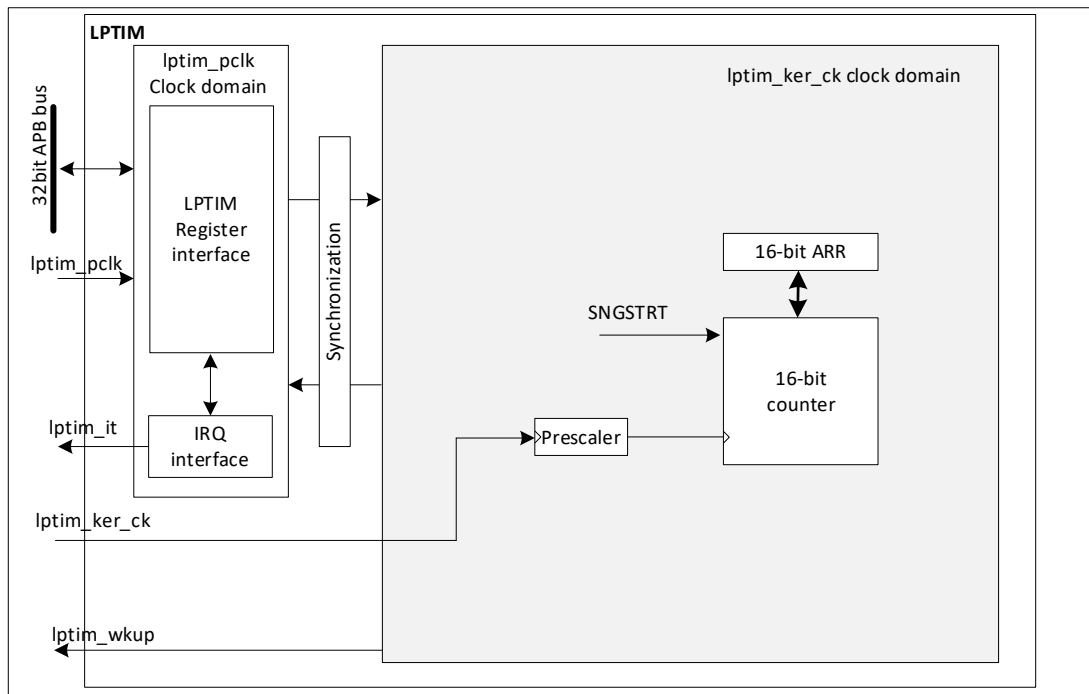 LPTIM
lptim_pclk
Clock domain
lptim_ker_ck clock domain
32bit APB bus
LPTIM
Register
interface
Synchronization
16-bit ARR
lptim_pclk
SNGSTRT
16-bit
counter
lptim_it
IRQ
interface
Prescaler
lptim_ker_ck
lptim_wkup